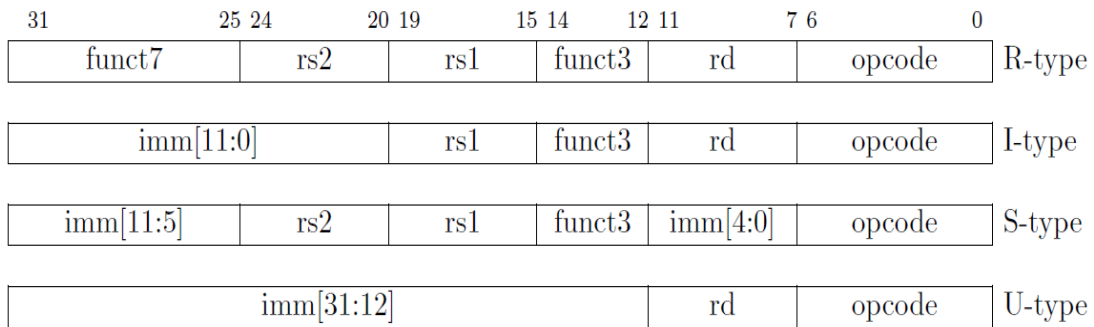 31 25 24 20 19 15 14 12 11 7 6 0
funct7 rs2 rs1 funct3 rd opcode R-type
imm[11:0] rs1 funct3 rd opcode I-type
imm[11:5] rs2 rs1 funct3 imm[4:0] opcode S-type
imm[31:12] rd opcode U-type